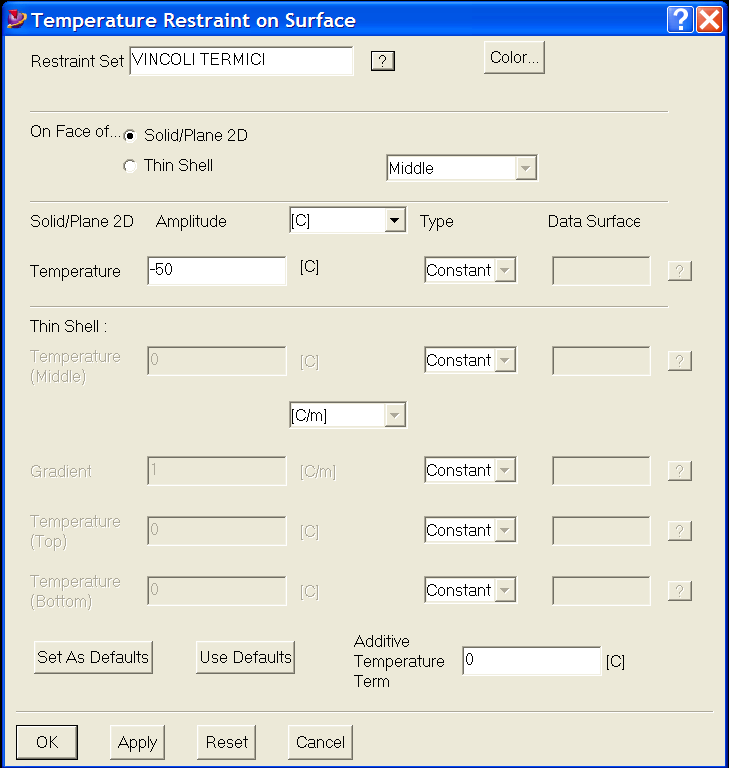 Temperature Restraint on Surface
?
Restraint Set VINCOLI TERMICI ? Color...
On Face of... Solid/Plane 2D
Thin Shell Middle
Solid/Plane 2D Amplitude [C] Type Data Surface
Temperature -50 [C] Constant ?
Thin Shell :
Temperature (Middle) 0 [C] Constant ?
[C/m]
Gradient 1 [C/m] Constant ?
Temperature (Top) 0 [C] Constant ?
Temperature (Bottom) 0 [C] Constant ?
Set As Defaults Use Defaults Additive Temperature Term 0 [C]
OK Apply Reset Cancel